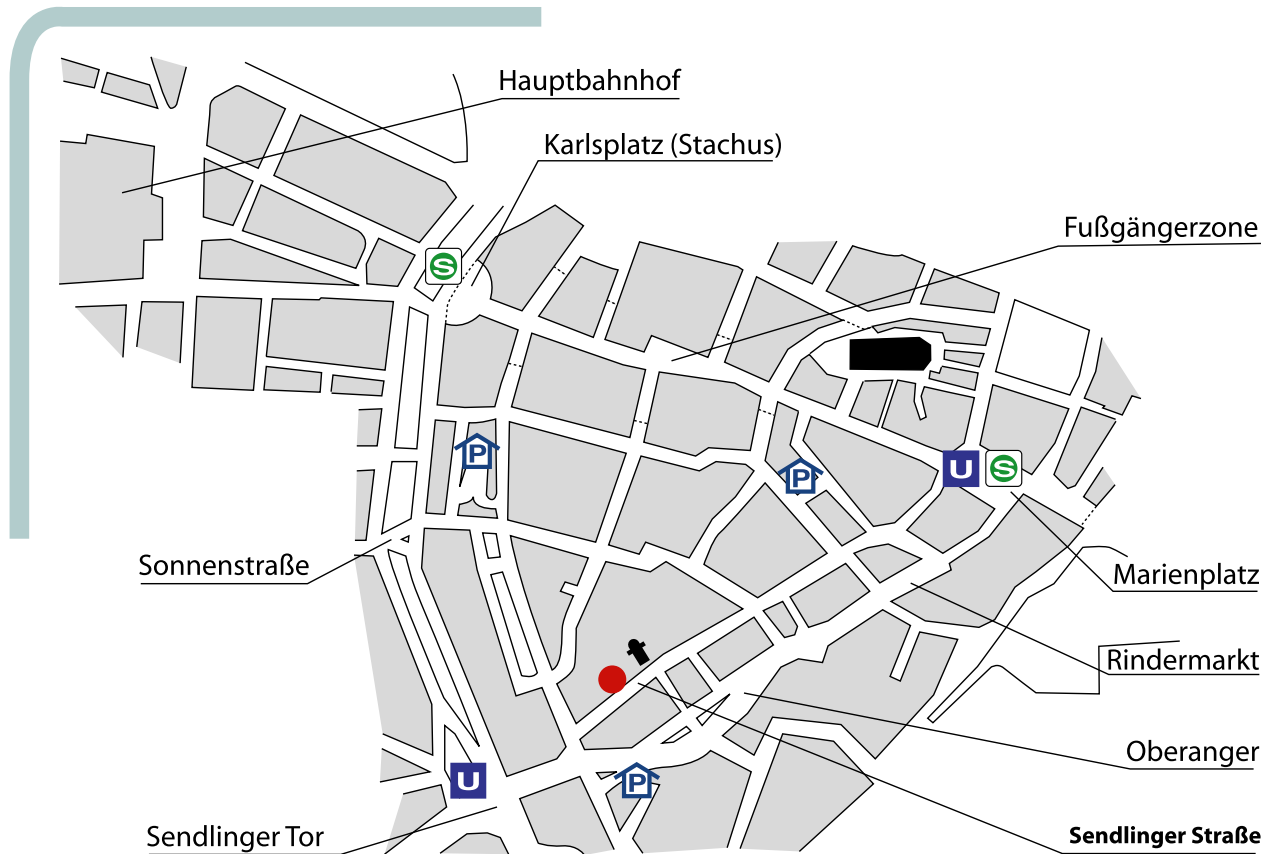 Hauptbahnhof
Karlsplatz (Stachus)
Fußgängerzone
S
P
P
U S
Sonnenstraße
Marienplatz
Rindermarkt
Oberanger
U
P
Sendlinger Tor
Sendlinger Straße